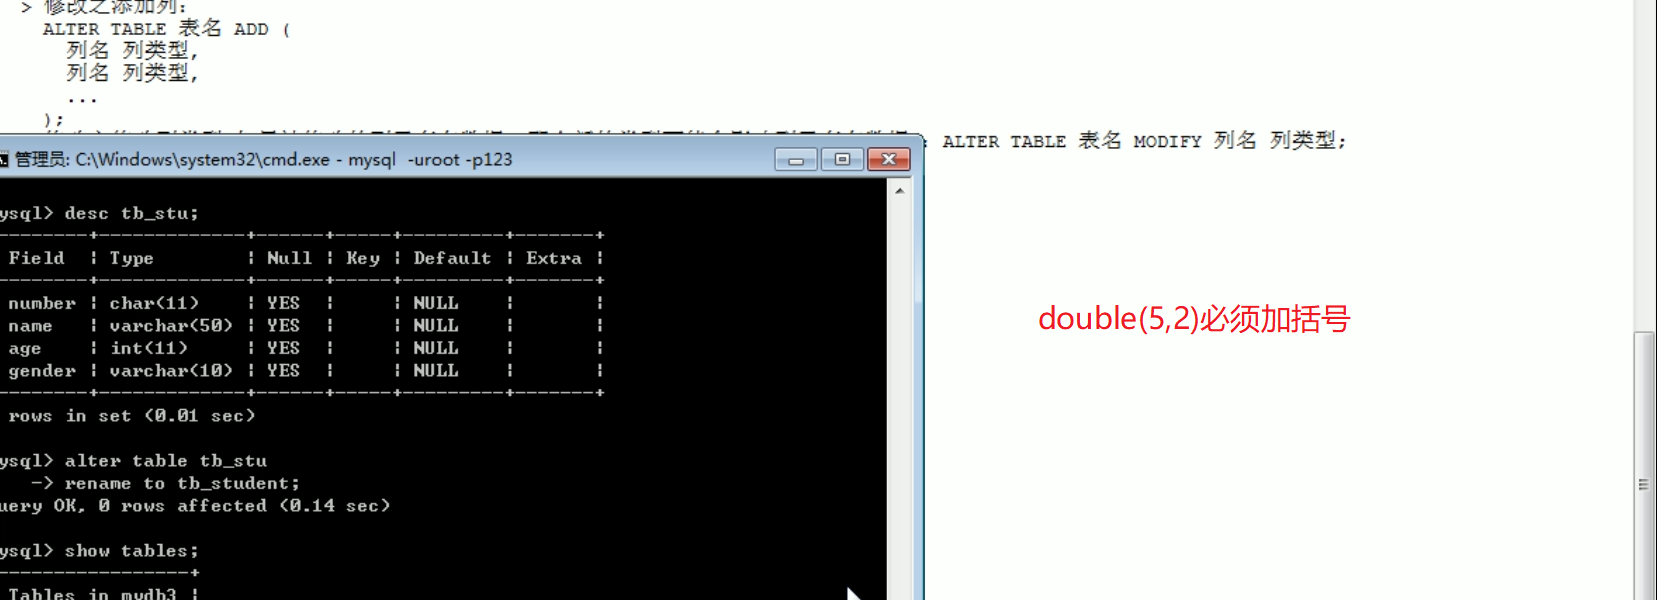 > 修改之添加列:
ALTER TABLE 表名 ADD (
列名 列类型,
列名 列类型,
...
);
: ALTER TABLE 表名 MODIFY 列名 列类型;
管理员: C:\Windows\system32\cmd.exe - mysql  -uroot -p123
ysql> desc tb_stu;
--------+-------------+------+-----+---------+-------+
Field  | Type        | Null | Key | Default | Extra |
--------+-------------+------+-----+---------+-------+
number | char(11)    | YES  |     | NULL    |       |
name   | varchar(50) | YES  |     | NULL    |       |
age    | int(11)     | YES  |     | NULL    |       |
gender | varchar(10) | YES  |     | NULL    |       |
--------+-------------+------+-----+---------+-------+
rows in set (0.01 sec)
ysql> alter table tb_stu
-> rename to tb_student;
uery OK, 0 rows affected (0.14 sec)
ysql> show tables;
-----------------+
Tables in mydb3 |
double(5,2)必须加括号